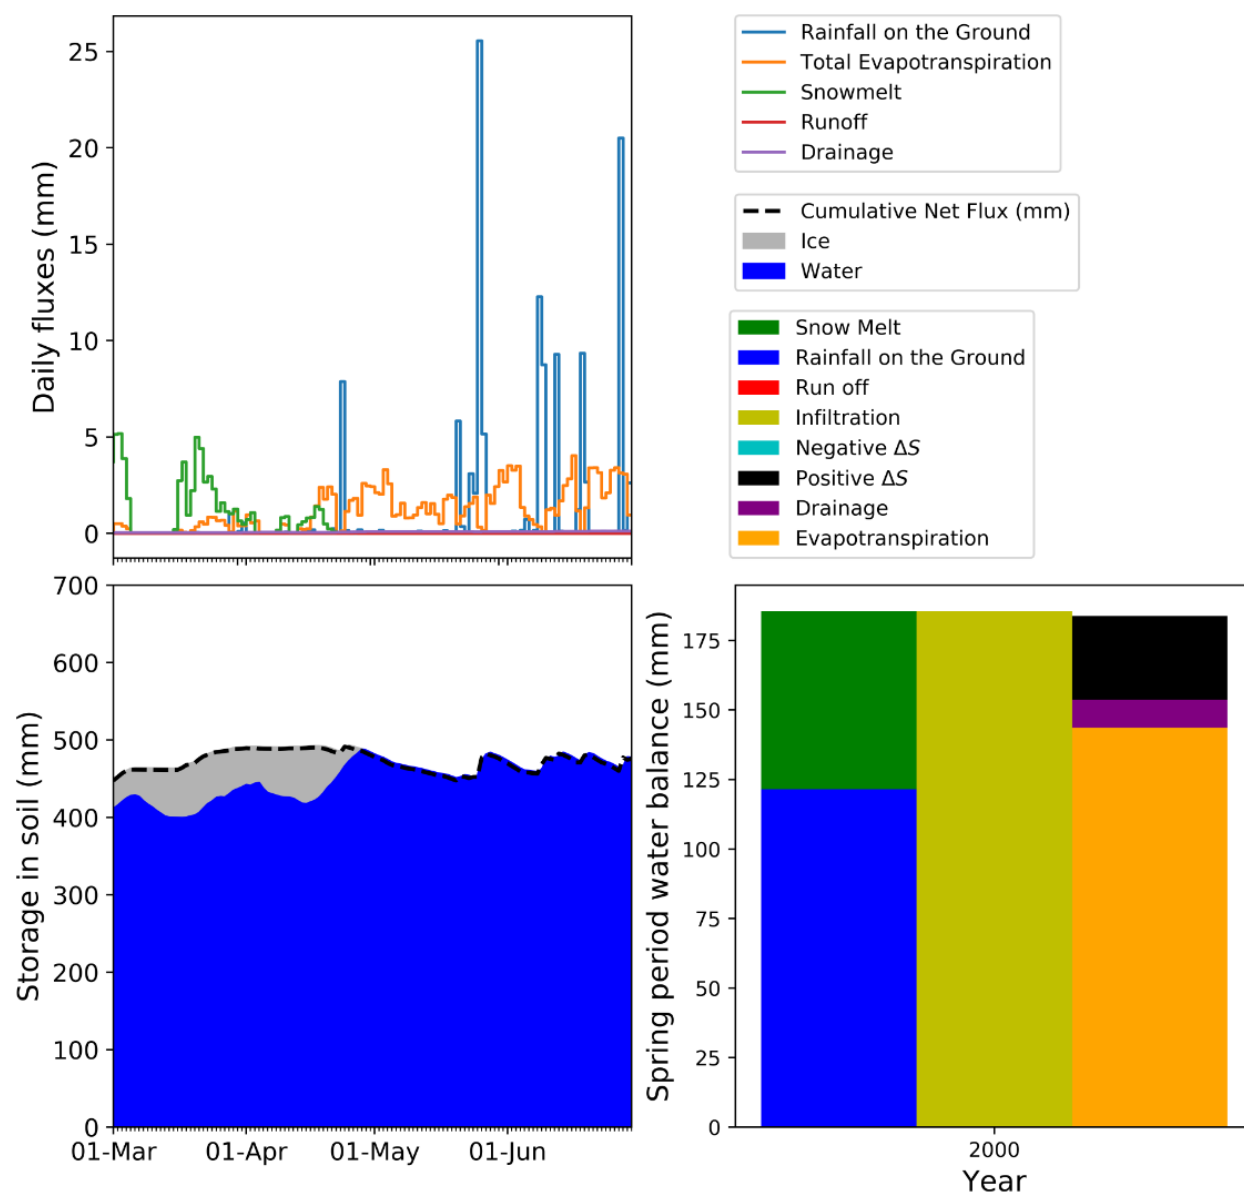 Daily fluxes (mm)
25
20
15
10
5
0
Rainfall on the Ground
Total Evapotranspiration
Snowmelt
Runoff
Drainage
Cumulative Net Flux (mm)
Ice
Water
Snow Melt
Rainfall on the Ground
Run off
Infiltration
Negative ΔS
Positive ΔS
Drainage
Evapotranspiration
Storage in soil (mm)
700
600
500
400
300
200
100
0
01-Mar
01-Apr
01-May
01-Jun
Spring period water balance (mm)
175
150
125
100
75
50
25
0
2000
Year